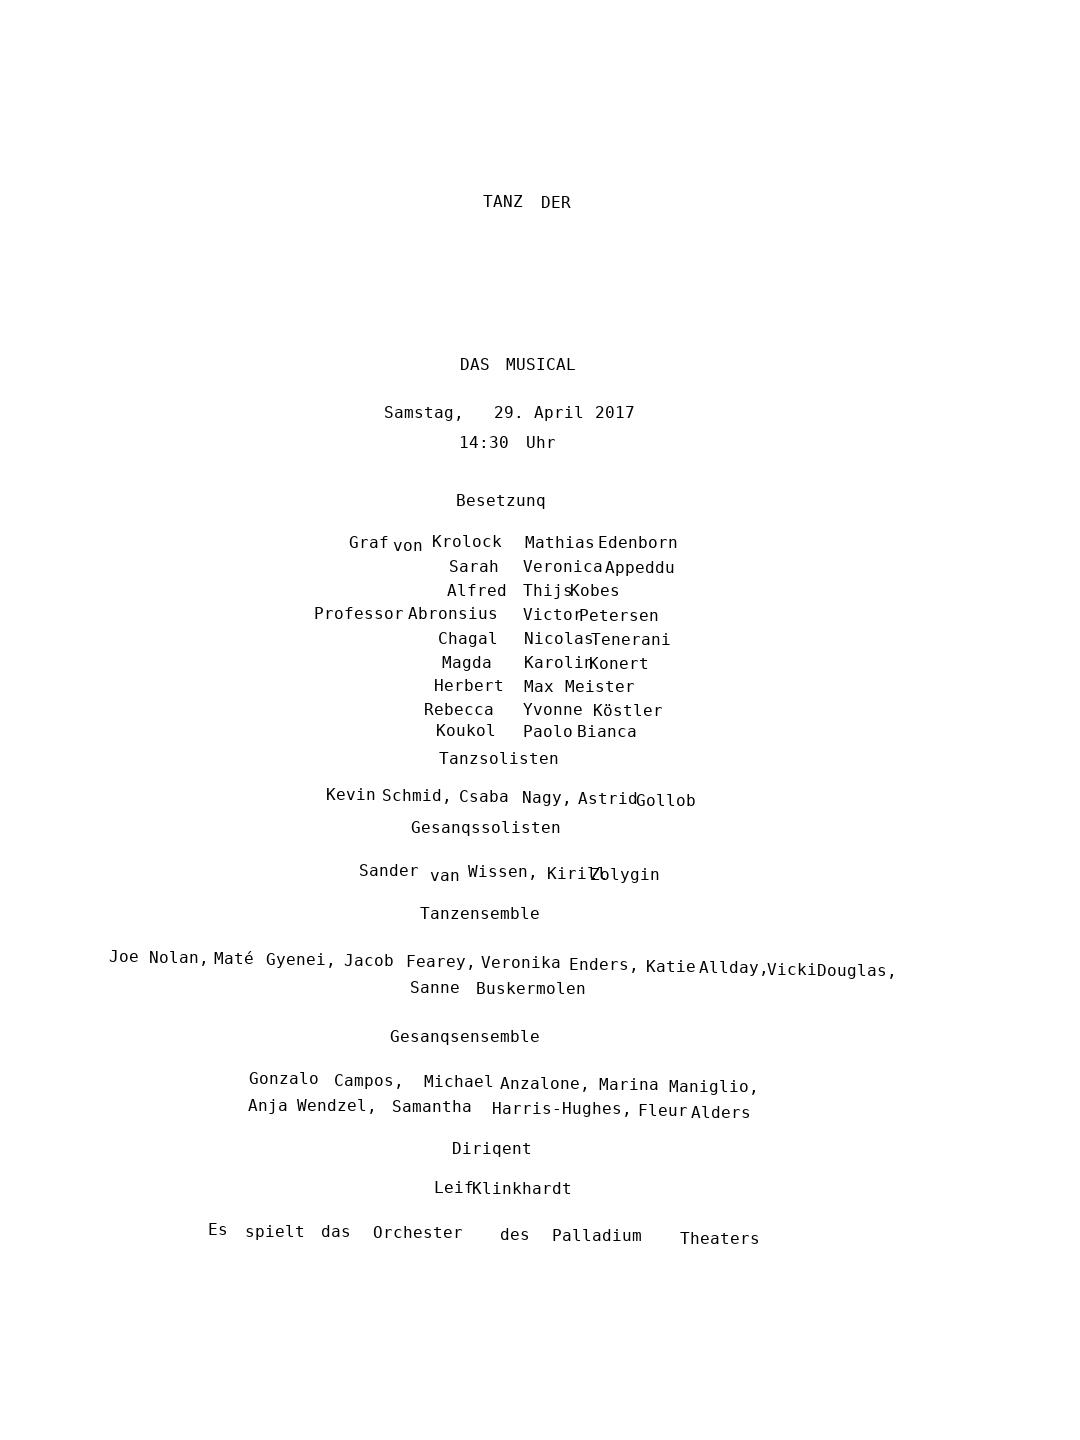 TANZ DER
DAS MUSICAL
Samstag, 29. April 2017
14:30 Uhr
Besetzunq
Graf von Krolock Mathias Edenborn
Sarah Veronica Appeddu
Alfred Thijs Kobes
Professor Abronsius Victor Petersen
Chagal Nicolas Tenerani
Magda Karolin Konert
Herbert Max Meister
Rebecca Yvonne Köstler
Koukol Paolo Bianca
Tanzsolisten
Kevin Schmid, Csaba Nagy, Astrid Gollob
Gesanqssolisten
Sander van Wissen, Kirill Zolygin
Tanzensemble
Joe Nolan, Maté Gyenei, Jacob Fearey, Veronika Enders, Katie Allday, Vicki Douglas,
Sanne Buskermolen
Gesanqsensemble
Gonzalo Campos, Michael Anzalone, Marina Maniglio,
Anja Wendzel, Samantha Harris-Hughes, Fleur Alders
Diriqent
Leif Klinkhardt
Es spielt das Orchester des Palladium Theaters